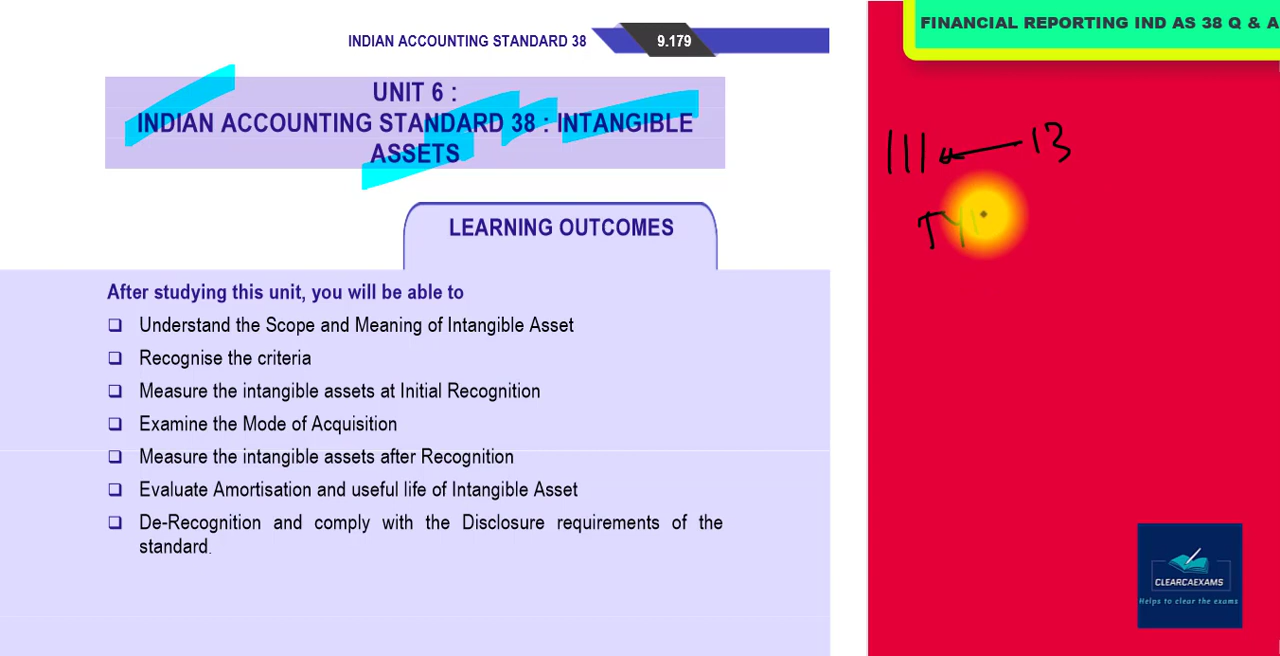 INDIAN ACCOUNTING STANDARD 38
9.179
UNIT 6 :
INDIAN ACCOUNTING STANDARD 38 : INTANGIBLE
ASSETS
LEARNING OUTCOMES
After studying this unit, you will be able to
Understand the Scope and Meaning of Intangible Asset
Recognise the criteria
Measure the intangible assets at Initial Recognition
Examine the Mode of Acquisition
Measure the intangible assets after Recognition
Evaluate Amortisation and useful life of Intangible Asset
De-Recognition and comply with the Disclosure requirements of the
standard.
FINANCIAL REPORTING IND AS 38 Q & A
111 13
CLEARCAEXAMS
Helps to clear the exams